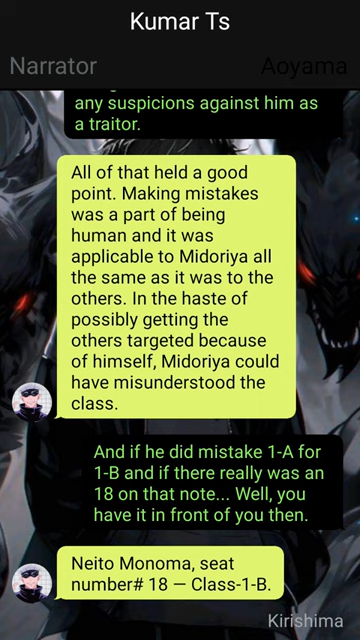 Kumar Ts
Narrator
Aoyama
any suspicions against him as
a traitor.
All of that held a good
point. Making mistakes
was a part of being
human and it was
applicable to Midoriya all
the same as it was to the
others. In the haste of
possibly getting the
others targeted because
of himself, Midoriya could
have misunderstood the
class.
And if he did mistake 1-A for
1-B and if there really was an
18 on that note... Well, you
have it in front of you then.
Neito Monoma, seat
number# 18 — Class-1-B.
Kirishima